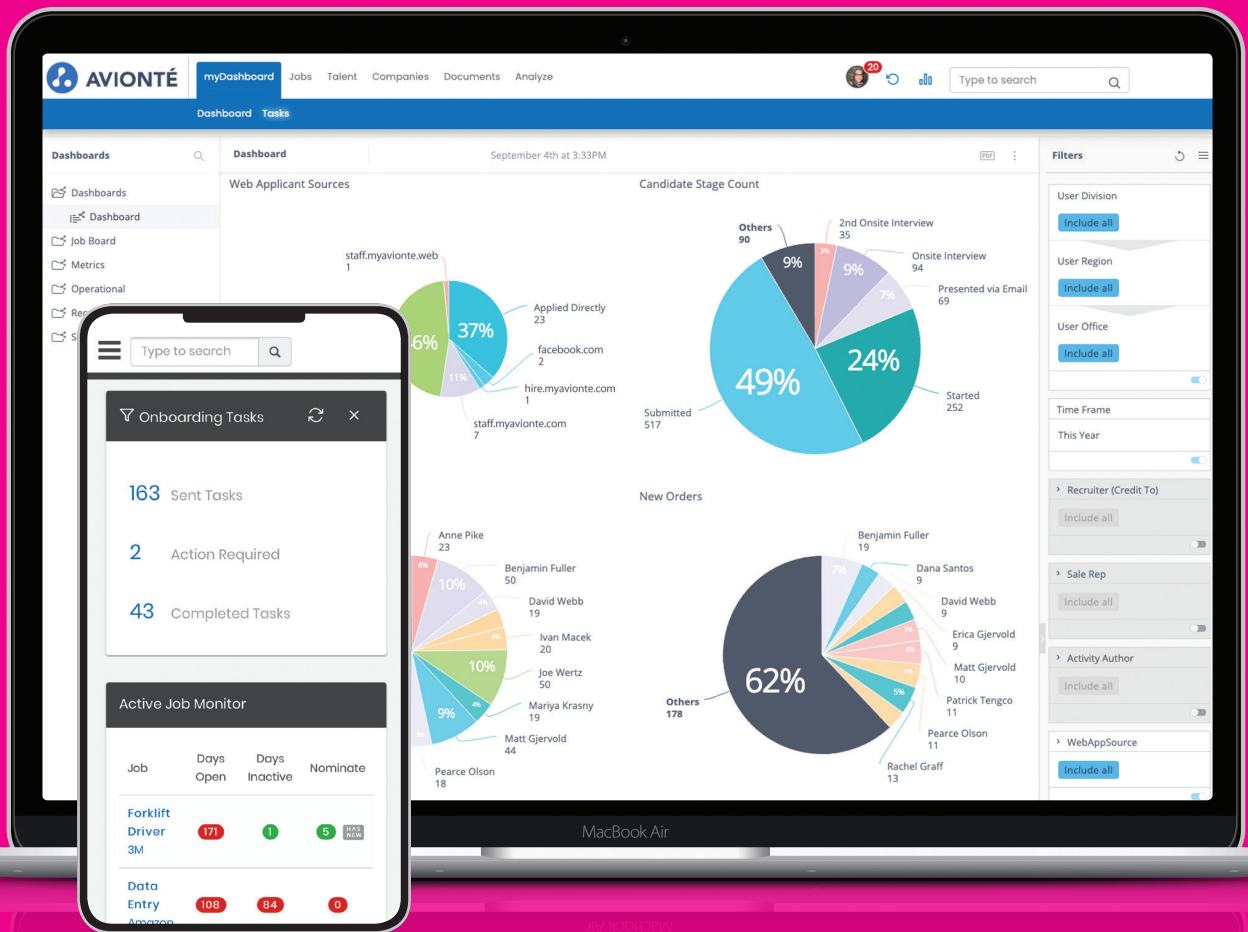 AVIONTÉ
myDashboard
Jobs
Talent
Companies
Documents
Analyze
20
Type to search
Dashboard
Tasks
Dashboards
Dashboards
Dashboard
Job Board
Metrics
Operational
Dashboard
September 4th at 3:33PM
PDF
Web Applicant Sources
staff.myavionte.web
1
37%
6%
11%
Applied Directly
23
facebook.com
2
hire.myavionte.com
1
staff.myavionte.com
7
Candidate Stage Count
Others
90
2nd Onsite Interview
35
Onsite Interview
94
Presented via Email
69
Started
252
Submitted
517
9%
3%
9%
7%
24%
49%
Anne Pike
23
Benjamin Fuller
50
David Webb
19
Ivan Macek
20
Joe Wertz
50
Mariya Krasny
19
Matt Gjervold
44
Pearce Olson
18
4%
10%
4%
4%
10%
4%
9%
New Orders
Benjamin Fuller
19
Dana Santos
9
David Webb
9
Erica Gjervold
9
Matt Gjervold
10
Patrick Tengco
11
Pearce Olson
11
Rachel Graff
13
Others
178
7%
3%
4%
4%
5%
62%
Filters
User Division
Include all
User Region
Include all
User Office
Include all
Time Frame
This Year
Recruiter (Credit To)
Include all
Sale Rep
Include all
Activity Author
Include all
WebAppSource
Include all
MacBook Air
Type to search
Onboarding Tasks
163 Sent Tasks
2 Action Required
43 Completed Tasks
Active Job Monitor
Job
Days
Open
Days
Inactive
Nominate
Forklift
Driver
3M
171
1
5
HAS
NEW
Data
Entry
Amazon
108
84
0